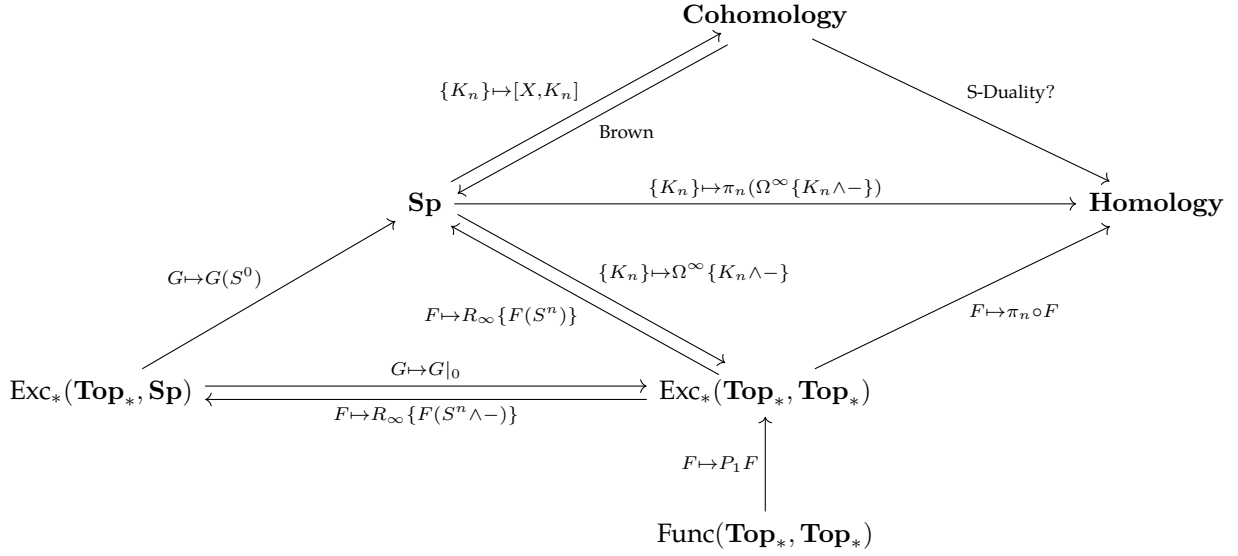 Cohomology
{K_n}↦[X,K_n]
S-Duality?
Brown
{K_n}↦π_n(Ω^∞{K_n∧−})
Sp
Homology
G↦G(S^0)
{K_n}↦Ω^∞{K_n∧−}
F↦R_∞{F(S^n)}
F↦π_n∘F
G↦G|_0
Exc_*(Top_*, Sp)
Exc_*(Top_*, Top_*)
F↦R_∞{F(S^n∧−)}
F↦P_1F
Func(Top_*, Top_*)